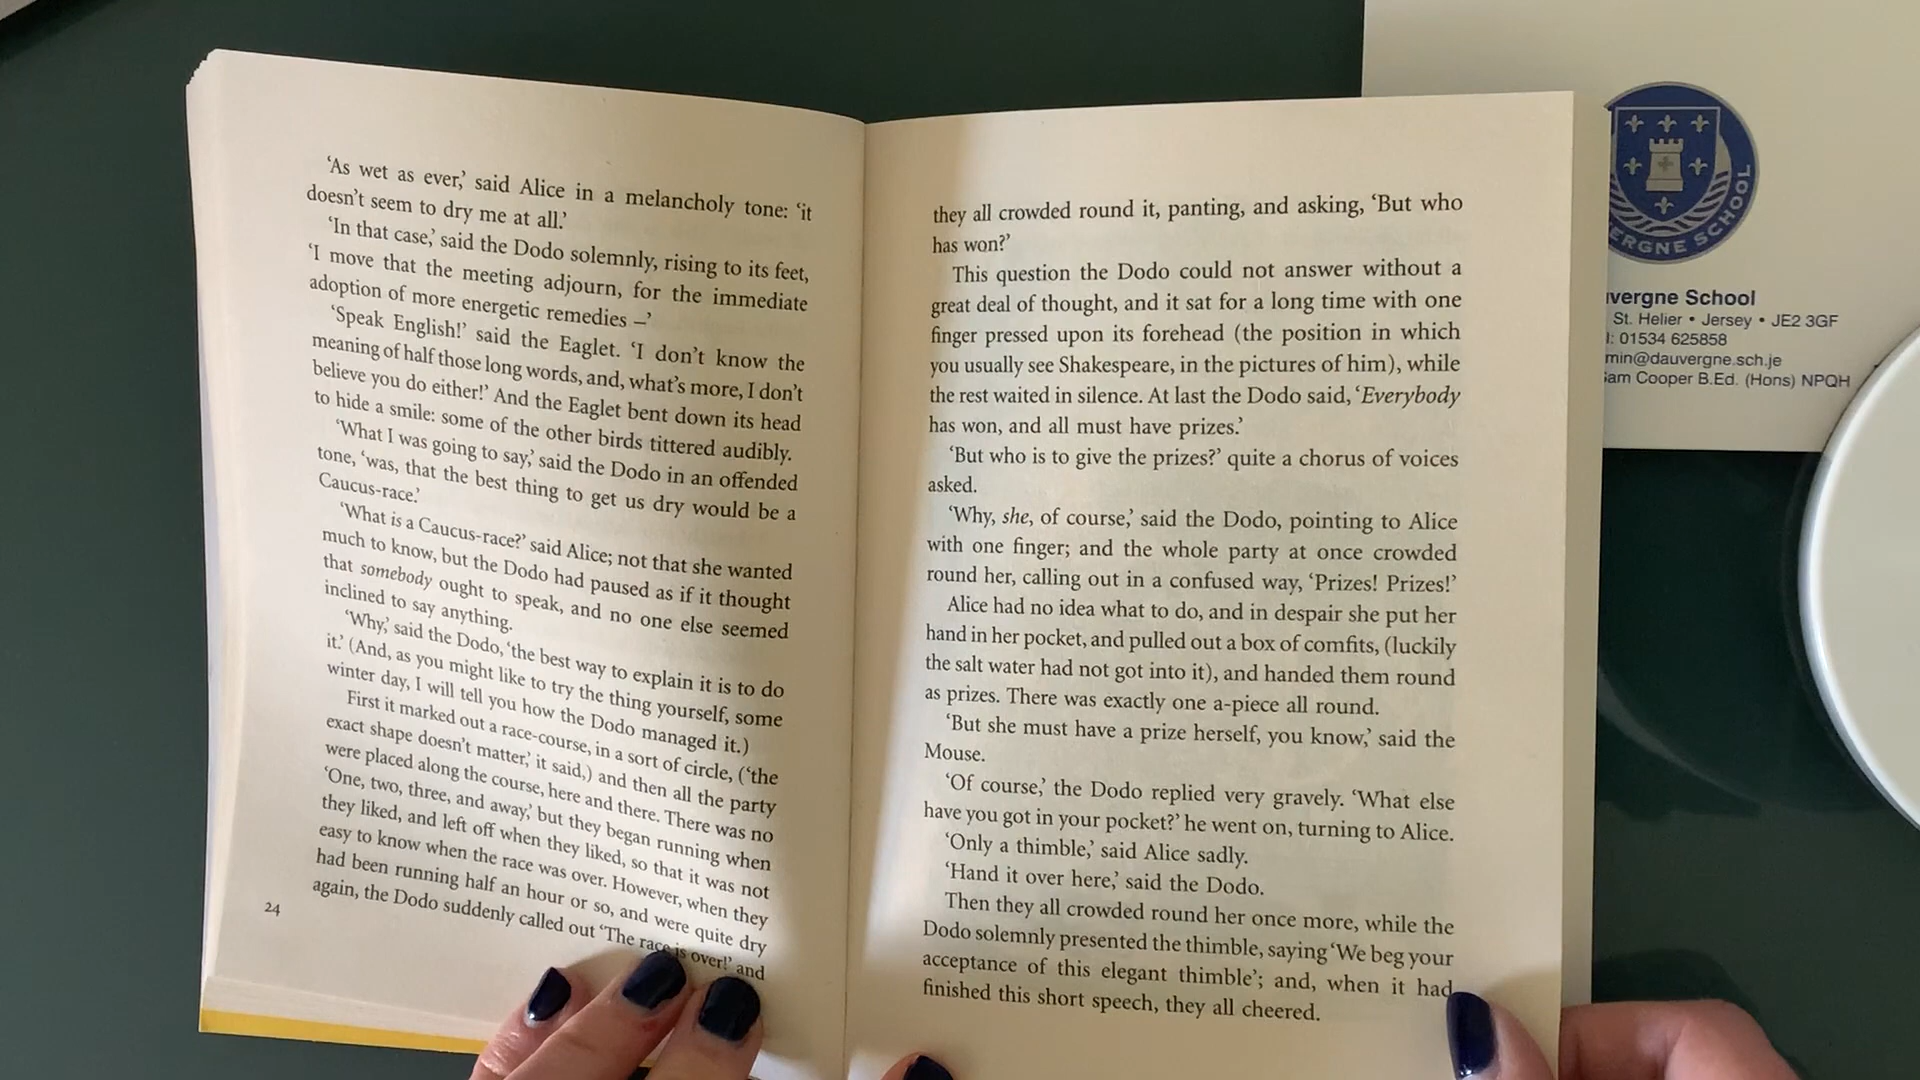 ‘As wet as ever,’ said Alice in a melancholy tone: ‘it
doesn’t seem to dry me at all.’
‘In that case,’ said the Dodo solemnly, rising to its feet,
‘I move that the meeting adjourn, for the immediate
adoption of more energetic remedies –’
‘Speak English!’ said the Eaglet. ‘I don’t know the
meaning of half those long words, and, what’s more, I don’t
believe you do either!’ And the Eaglet bent down its head
to hide a smile: some of the other birds tittered audibly.
‘What I was going to say,’ said the Dodo in an offended
tone, ‘was, that the best thing to get us dry would be a
Caucus-race.’
‘What is a Caucus-race?’ said Alice; not that she wanted
much to know, but the Dodo had paused as if it thought
that somebody ought to speak, and no one else seemed
inclined to say anything.
‘Why,’ said the Dodo, ‘the best way to explain it is to do
it.’ (And, as you might like to try the thing yourself, some
winter day, I will tell you how the Dodo managed it.)
First it marked out a race-course, in a sort of circle, (‘the
exact shape doesn’t matter,’ it said,) and then all the party
were placed along the course, here and there. There was no
‘One, two, three, and away,’ but they began running when
they liked, and left off when they liked, so that it was not
easy to know when the race was over. However, when they
had been running half an hour or so, and were quite dry
again, the Dodo suddenly called out ‘The race is over!’ and
24
they all crowded round it, panting, and asking, ‘But who
has won?’
This question the Dodo could not answer without a
great deal of thought, and it sat for a long time with one
finger pressed upon its forehead (the position in which
you usually see Shakespeare, in the pictures of him), while
the rest waited in silence. At last the Dodo said, ‘Everybody
has won, and all must have prizes.’
‘But who is to give the prizes?’ quite a chorus of voices
asked.
‘Why, she, of course,’ said the Dodo, pointing to Alice
with one finger; and the whole party at once crowded
round her, calling out in a confused way, ‘Prizes! Prizes!’
Alice had no idea what to do, and in despair she put her
hand in her pocket, and pulled out a box of comfits, (luckily
the salt water had not got into it), and handed them round
as prizes. There was exactly one a-piece all round.
‘But she must have a prize herself, you know,’ said the
Mouse.
‘Of course,’ the Dodo replied very gravely. ‘What else
have you got in your pocket?’ he went on, turning to Alice.
‘Only a thimble,’ said Alice sadly.
‘Hand it over here,’ said the Dodo.
Then they all crowded round her once more, while the
Dodo solemnly presented the thimble, saying ‘We beg your
acceptance of this elegant thimble’; and, when it had
finished this short speech, they all cheered.
ERGNE SCHOOL
vergne School
St. Helier • Jersey • JE2 3GF
: 01534 625858
min@dauvergne.sch.je
Sam Cooper B.Ed. (Hons) NPQH